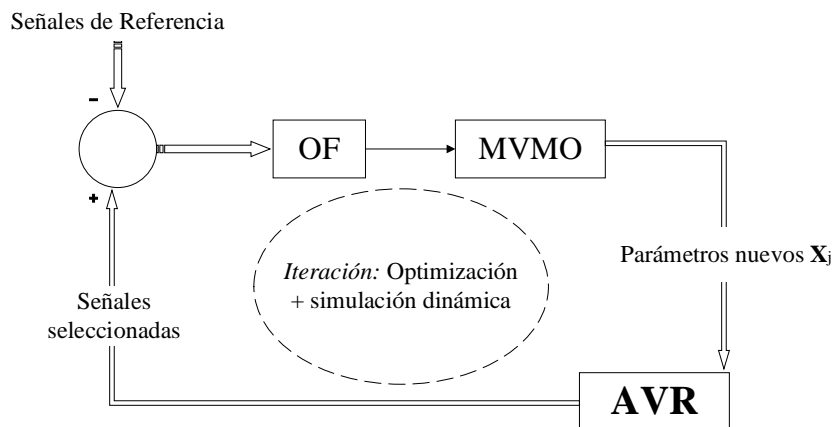 Señales de Referencia
-
OF
MVMO
+
Iteración: Optimización
+ simulación dinámica
Parámetros nuevos Xj
Señales
seleccionadas
AVR